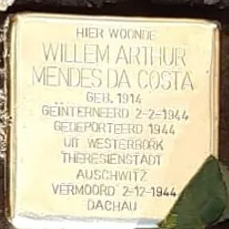 HIER WOONDE
WILLEM ARTHUR
MENDES DA COSTA
GEB. 1914
GEÏNTERNEERD 2-2-1944
GEDEPORTEERD 1944
UIT WESTERBORK
THERESIENSTADT
AUSCHWITZ
VERMOORD 2-12-1944
DACHAU